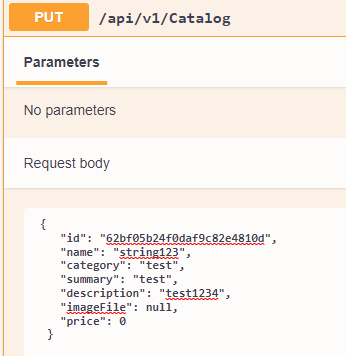 PUT /api/v1/Catalog
Parameters
No parameters
Request body
{
"id": "62bf05b24f0daf9c82e4810d",
"name": "string123",
"category": "test",
"summary": "test",
"description": "test1234",
"imageFile": null,
"price": 0
}